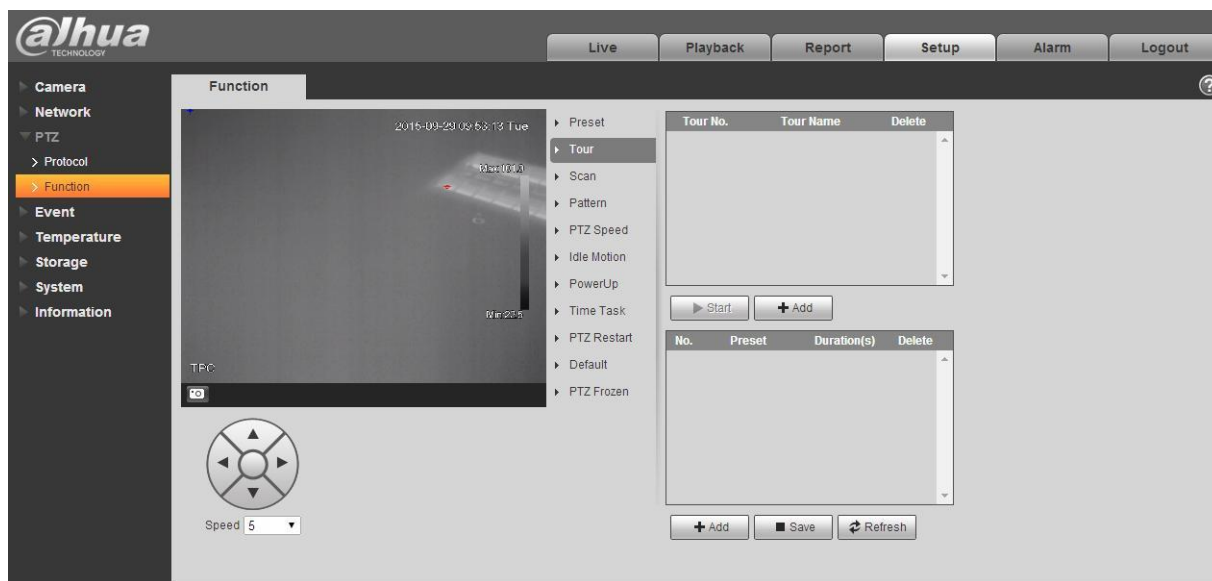 alhua
TECHNOLOGY
Live
Playback
Report
Setup
Alarm
Logout
Camera
Network
PTZ
Protocol
Function
Event
Temperature
Storage
System
Information
Function
2015-09-29 09:53:13 Tue
TPC
Speed 5
Preset
Tour
Scan
Pattern
PTZ Speed
Idle Motion
PowerUp
Time Task
PTZ Restart
Default
PTZ Frozen
Tour No. Tour Name Delete
Start
Add
No. Preset Duration(s) Delete
Add
Save
Refresh